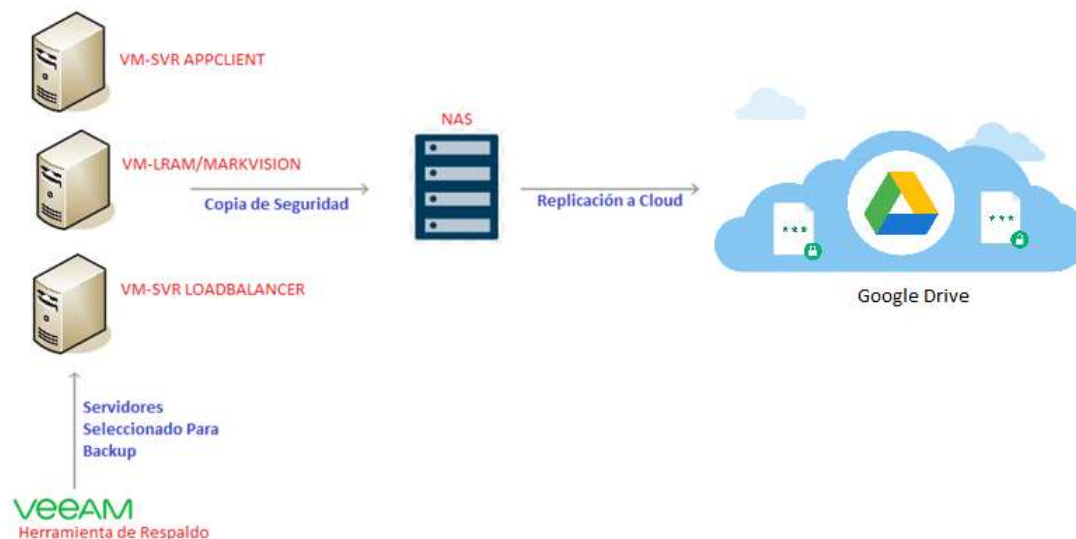 VM-SVR APPCLIENT
NAS
VM-LRAM/MARKVISION
Copia de Seguridad
Replicación a Cloud
***
***
VM-SVR LOADBALANCER
Google Drive
Servidores
Seleccionado Para
Backup
veeam
Herramienta de Respaldo